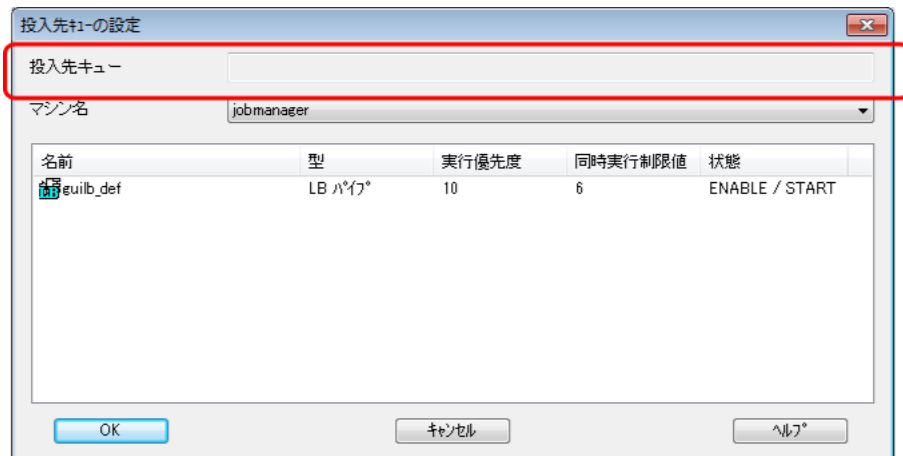 投入先ｷｭｰの設定
投入先キュー
マシン名 jobmanager
名前 型 実行優先度 同時実行制限値 状態
guilb_def LB ﾊﾟｲﾌﾟ 10 6 ENABLE / START
OK ｷｬﾝｾﾙ ﾍﾙﾌﾟ